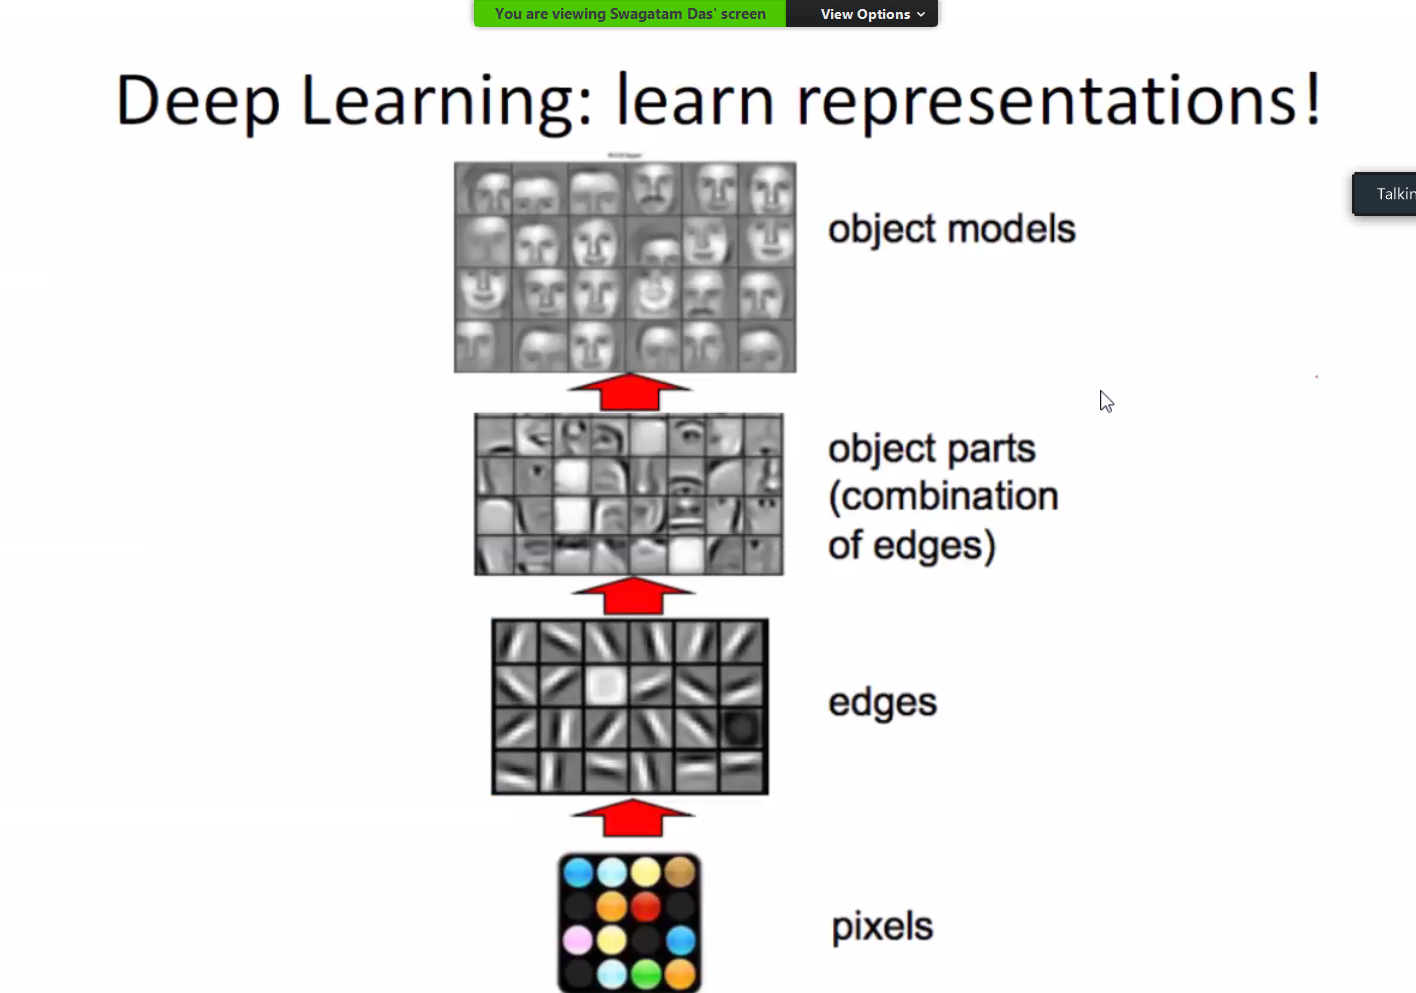 You are viewing Swagatam Das' screen
View Options
Deep Learning: learn representations!
Talkin
object models
object parts
(combination
of edges)
edges
pixels